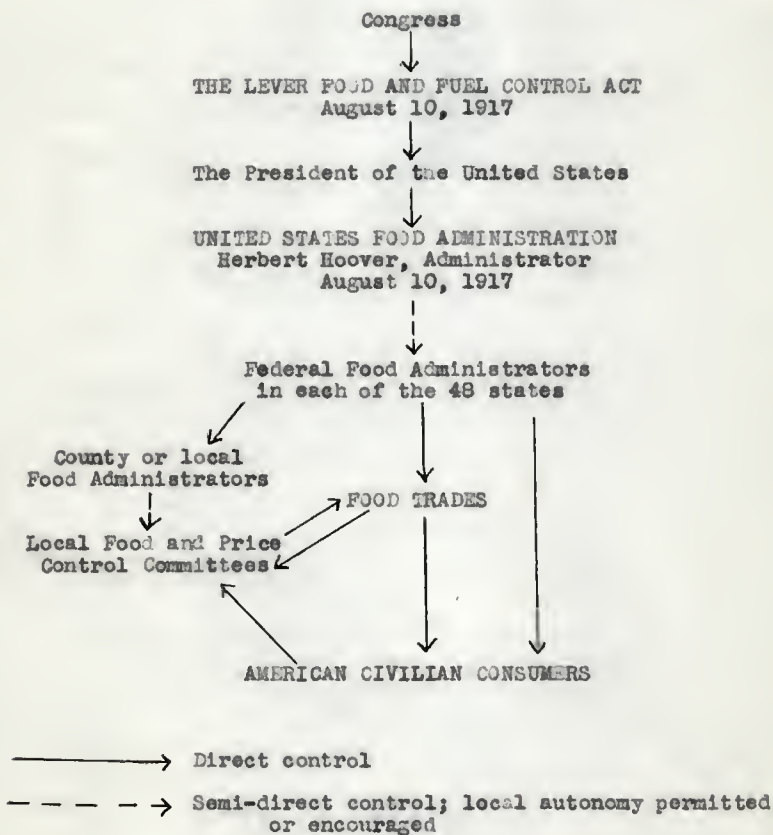 Congress
THE LEVER FOOD AND FUEL CONTROL ACT
August 10, 1917
The President of the United States
UNITED STATES FOOD ADMINISTRATION
Herbert Hoover, Administrator
August 10, 1917
Federal Food Administrators
in each of the 48 states
County or local
Food Administrators
FOOD TRADES
Local Food and Price
Control Committees
AMERICAN CIVILIAN CONSUMERS
Direct control
Semi-direct control; local autonomy permitted
or encouraged